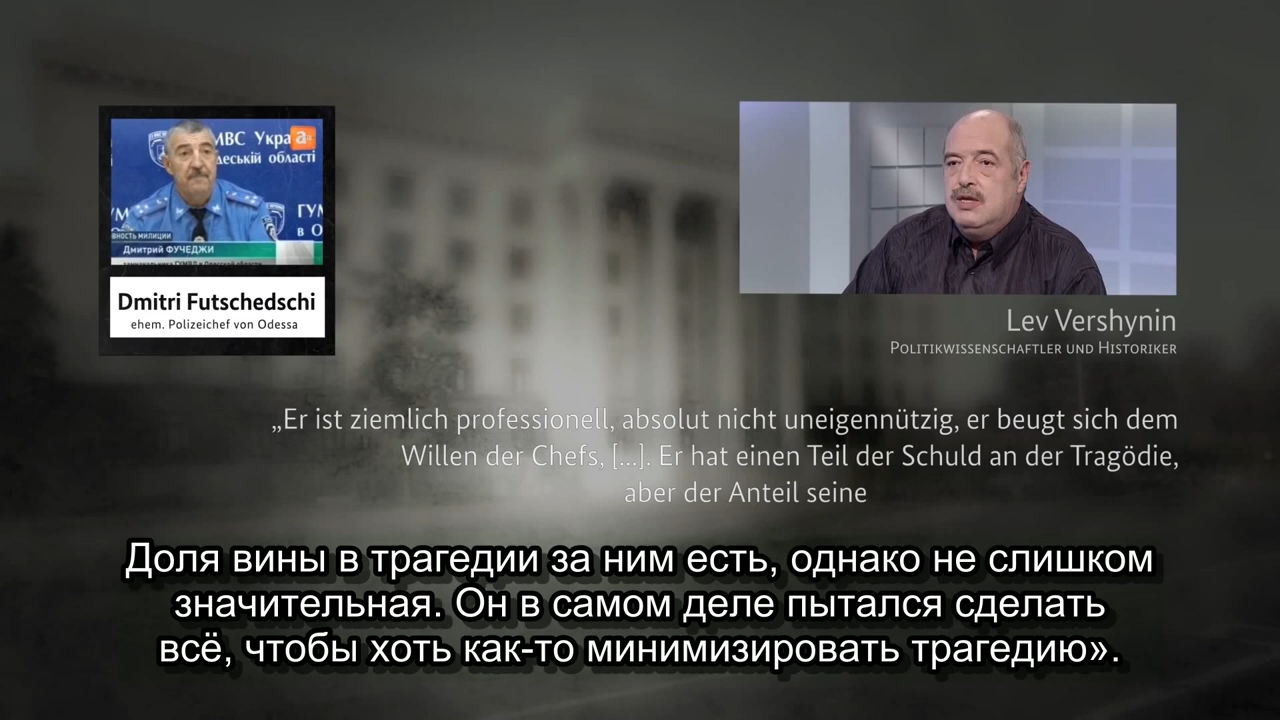 МВС Укра
деській області
a
ГУМ
в О
ВНОСТЬ МИЛИЦИИ
Дмитрий ФУЧЕДЖИ
Dmitri Futschedschi
ehem. Polizeichef von Odessa
Lev Vershynin
Politikwissenschaftler und Historiker
„Er ist ziemlich professionell, absolut nicht uneigennützig, er beugt sich dem
Willen der Chefs, [...]. Er hat einen Teil der Schuld an der Tragödie,
aber der Anteil seine
Доля вины в трагедии за ним есть, однако не слишком
значительная. Он в самом деле пытался сделать
всё, чтобы хоть как-то минимизировать трагедию».